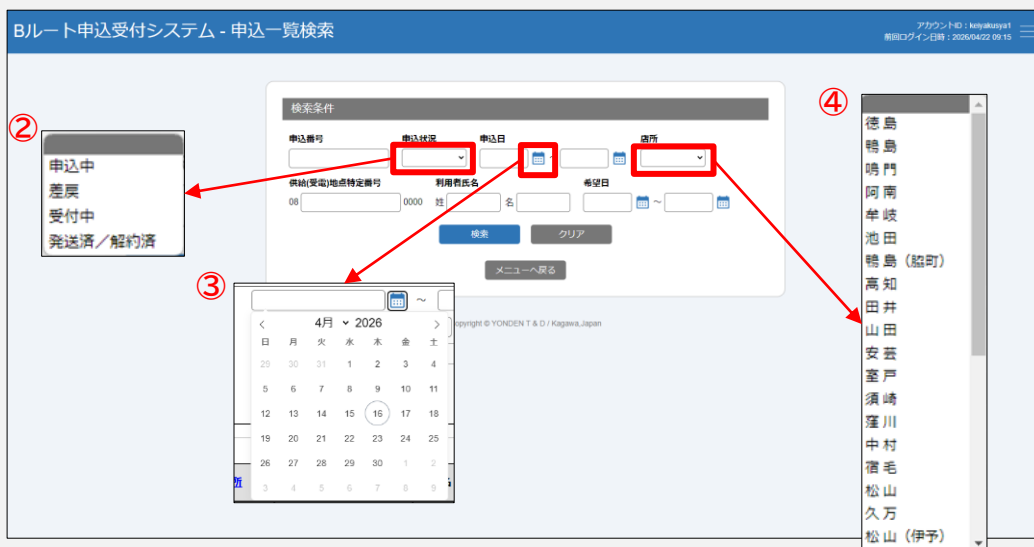 Bルート申込受付システム - 申込一覧検索
アカウントID : keiyakusya1
前回ログイン日時 : 2026/04/22 09:15
検索条件
申込番号 申込状況 申込日 店所
~
供給(受電)地点特定番号 利用者氏名 希望日
08 0000 姓 名 ~
検索 クリア
メニューへ戻る
opyright © YONDEN T & D / Kagawa,Japan
②
申込中
差戻
受付中
発送済/解約済
③
~
4月 2026
日 月 火 水 木 金 土
29 30 31 1 2 3 4
5 6 7 8 9 10 11
12 13 14 15 16 17 18
19 20 21 22 23 24 25
26 27 28 29 30 1 2
3 4 5 6 7 8 9
所
④
徳島
鴨島
鳴門
阿南
牟岐
池田
鴨島(脇町)
高知
田井
山田
安芸
室戸
須崎
窪川
中村
宿毛
松山
久万
松山(伊予)